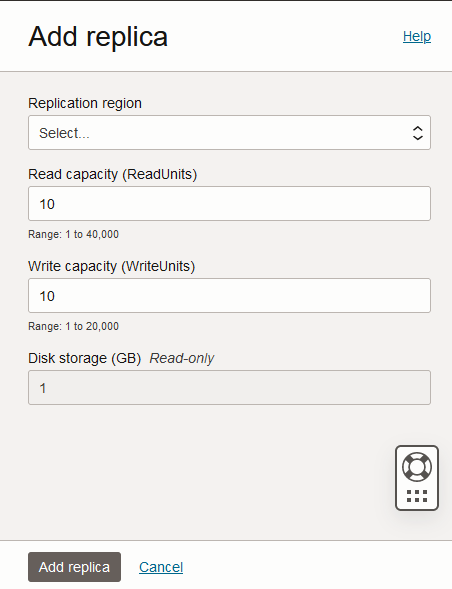 Add replica
Help
Replication region
Select...
Read capacity (ReadUnits)
10
Range: 1 to 40,000
Write capacity (WriteUnits)
10
Range: 1 to 20,000
Disk storage (GB) Read-only
1
Add replica
Cancel